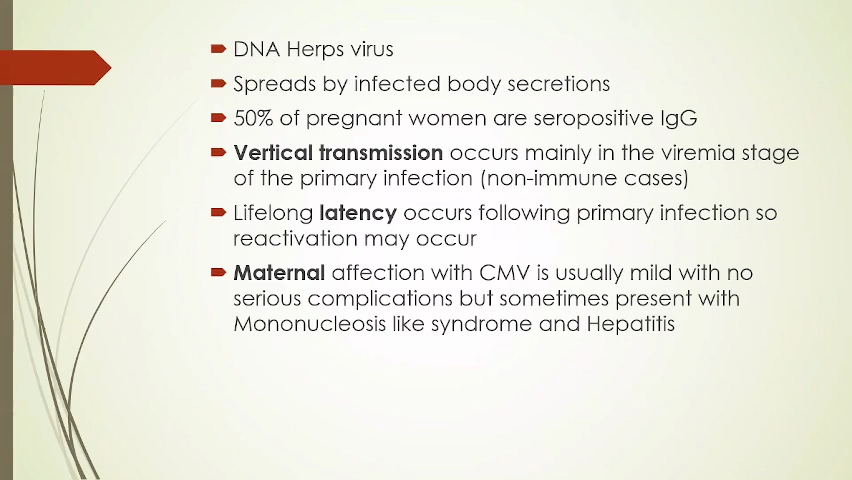 DNA Herps virus
Spreads by infected body secretions
50% of pregnant women are seropositive IgG
Vertical transmission occurs mainly in the viremia stage
of the primary infection (non-immune cases)
Lifelong latency occurs following primary infection so
reactivation may occur
Maternal affection with CMV is usually mild with no
serious complications but sometimes present with
Mononucleosis like syndrome and Hepatitis